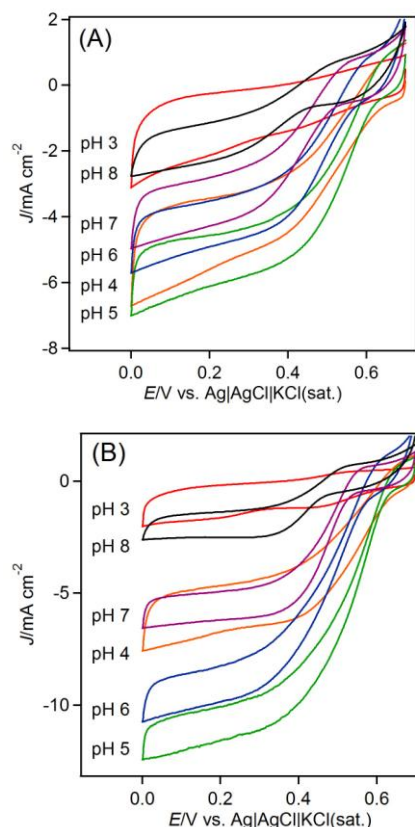 (A)
2
0
-2
-4
-6
-8
J/mA cm⁻²
pH 3
pH 8
pH 7
pH 6
pH 4
pH 5
0.0 0.2 0.4 0.6
E/V vs. Ag|AgCl|KCl(sat.)
(B)
0
-5
-10
J/mA cm⁻²
pH 3
pH 8
pH 7
pH 4
pH 6
pH 5
0.0 0.2 0.4 0.6
E/V vs. Ag|AgCl|KCl(sat.)